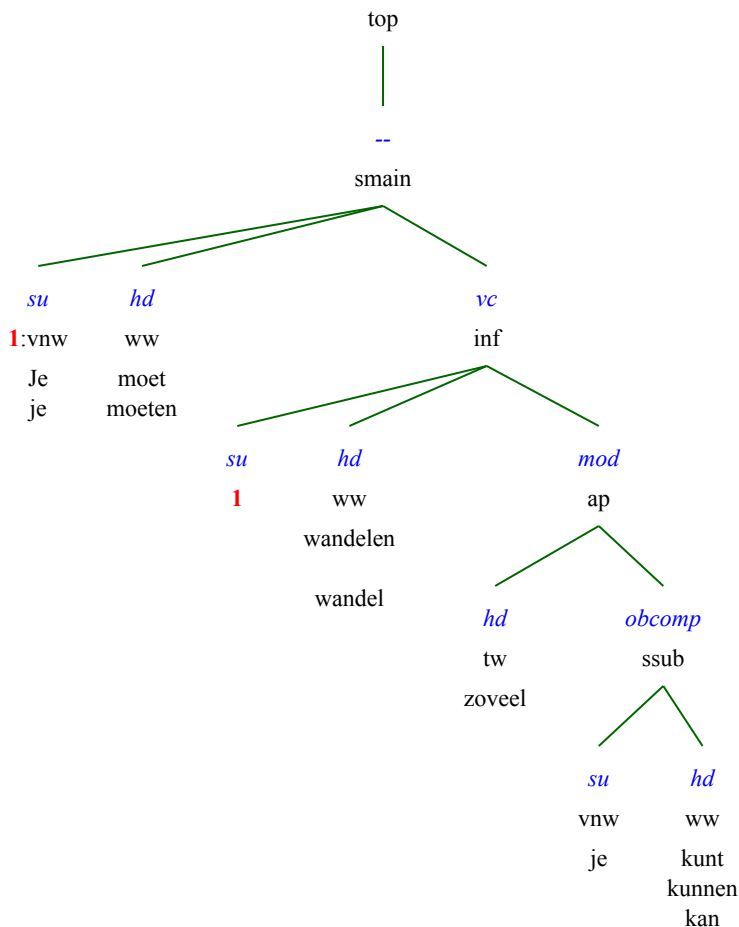 top
--
smain
su hd vc
1:vnw ww inf
Je moet
je moeten
su hd mod
1 ww ap
wandelen
wandel
hd obcomp
tw ssub
zoveel
su hd
vnw ww
je kunt
kunnen
kan